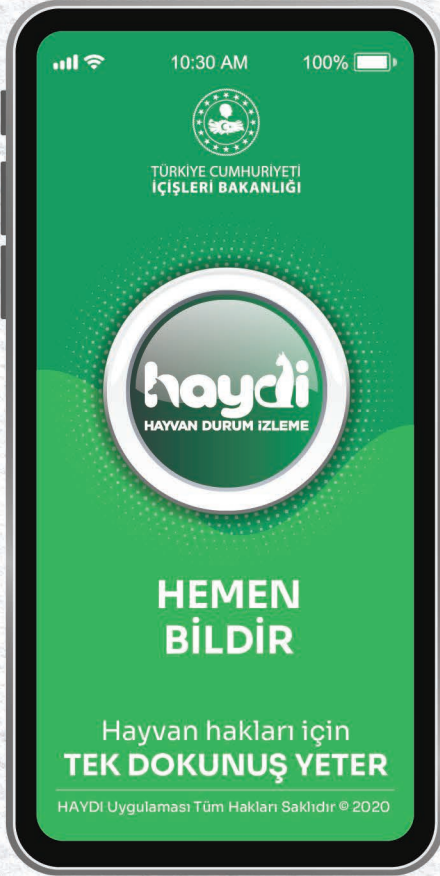 10:30 AM 100%
TÜRKİYE CUMHURİYETİ
İÇİŞLERİ BAKANLIĞI
haydi
HAYVAN DURUM İZLEME
HEMEN
BİLDİR
Hayvan hakları için
TEK DOKUNUŞ YETER
HAYDI Uygulaması Tüm Hakları Saklıdır © 2020